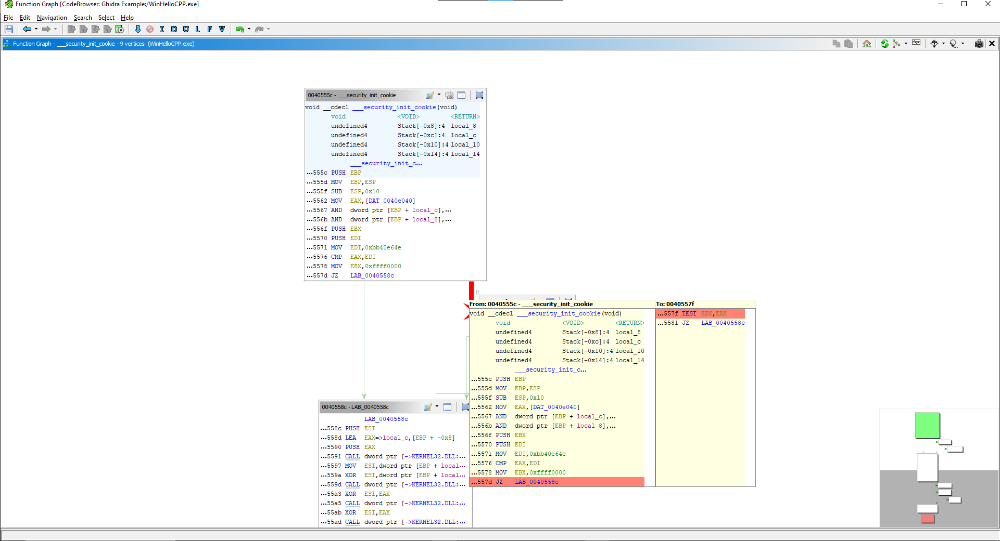 Function Graph [CodeBrowser: Ghidra Example:/WinHelloCPP.exe]
File Edit Navigation Search Select Help
I D U L F V
Function Graph - ___security_init_cookie - 9 vertices (WinHelloCPP.exe)
0040555c - ___security_init_cookie
void __cdecl ___security_init_cookie(void)
void <VOID> <RETURN>
undefined4 Stack[-0x8]:4 local_8
undefined4 Stack[-0xc]:4 local_c
undefined4 Stack[-0x10]:4 local_10
undefined4 Stack[-0x14]:4 local_14
___security_init_c...
...555c PUSH EBP
...555d MOV EBP,ESP
...555f SUB ESP,0x10
...5562 MOV EAX,[DAT_0040e040]
...5567 AND dword ptr [EBP + local_c],...
...556b AND dword ptr [EBP + local_8],...
...556f PUSH EBX
...5570 PUSH EDI
...5571 MOV EDI,0xbb40e64e
...5576 CMP EAX,EDI
...5578 MOV EBX,0xffff0000
...557d JZ LAB_0040558c
If
From: 0040555c - ___security_init_cookie
void __cdecl ___security_init_cookie(void)
void <VOID> <RETURN>
undefined4 Stack[-0x8]:4 local_8
undefined4 Stack[-0xc]:4 local_c
undefined4 Stack[-0x10]:4 local_10
undefined4 Stack[-0x14]:4 local_14
___security_init_c...
...555c PUSH EBP
...555d MOV EBP,ESP
...555f SUB ESP,0x10
...5562 MOV EAX,[DAT_0040e040]
...5567 AND dword ptr [EBP + local_c],...
...556b AND dword ptr [EBP + local_8],...
...556f PUSH EBX
...5570 PUSH EDI
...5571 MOV EDI,0xbb40e64e
...5576 CMP EAX,EDI
...5578 MOV EBX,0xffff0000
...557d JZ LAB_0040558c
To: 0040557f
...557f TEST EBX,EAX
...5581 JZ LAB_0040558c
0040558c - LAB_0040558c
LAB_0040558c
...558c PUSH ESI
...558d LEA EAX=>local_c,[EBP + -0x8]
...5590 PUSH EAX
...5591 CALL dword ptr [->KERNEL32.DLL:...
...5597 MOV ESI,dword ptr [EBP + local...
...559a XOR ESI,dword ptr [EBP + local...
...559d CALL dword ptr [->KERNEL32.DLL:...
...55a3 XOR ESI,EAX
...55a5 CALL dword ptr [->KERNEL32.DLL:...
...55ab XOR ESI,EAX
...55ad CALL dword ptr [->KERNEL32.DLL:...